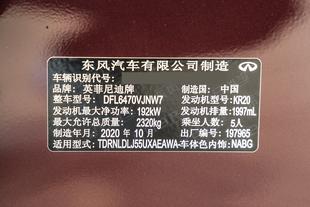 东风汽车有限公司制造
车辆识别代号:
品牌: 英菲尼迪牌 制造国: 中国
整车型号: DFL6470VJNW7 发动机型号: KR20
发动机最大净功率: 192kW 发动机排量: 1997mL
最大允许总质量: 2320kg 乘坐人数: 5人
制造年月: 2020年10月 出厂编号: 197965
适用型式: TDRNLDLJ55UXAEAWA- 车体色内饰: NABG